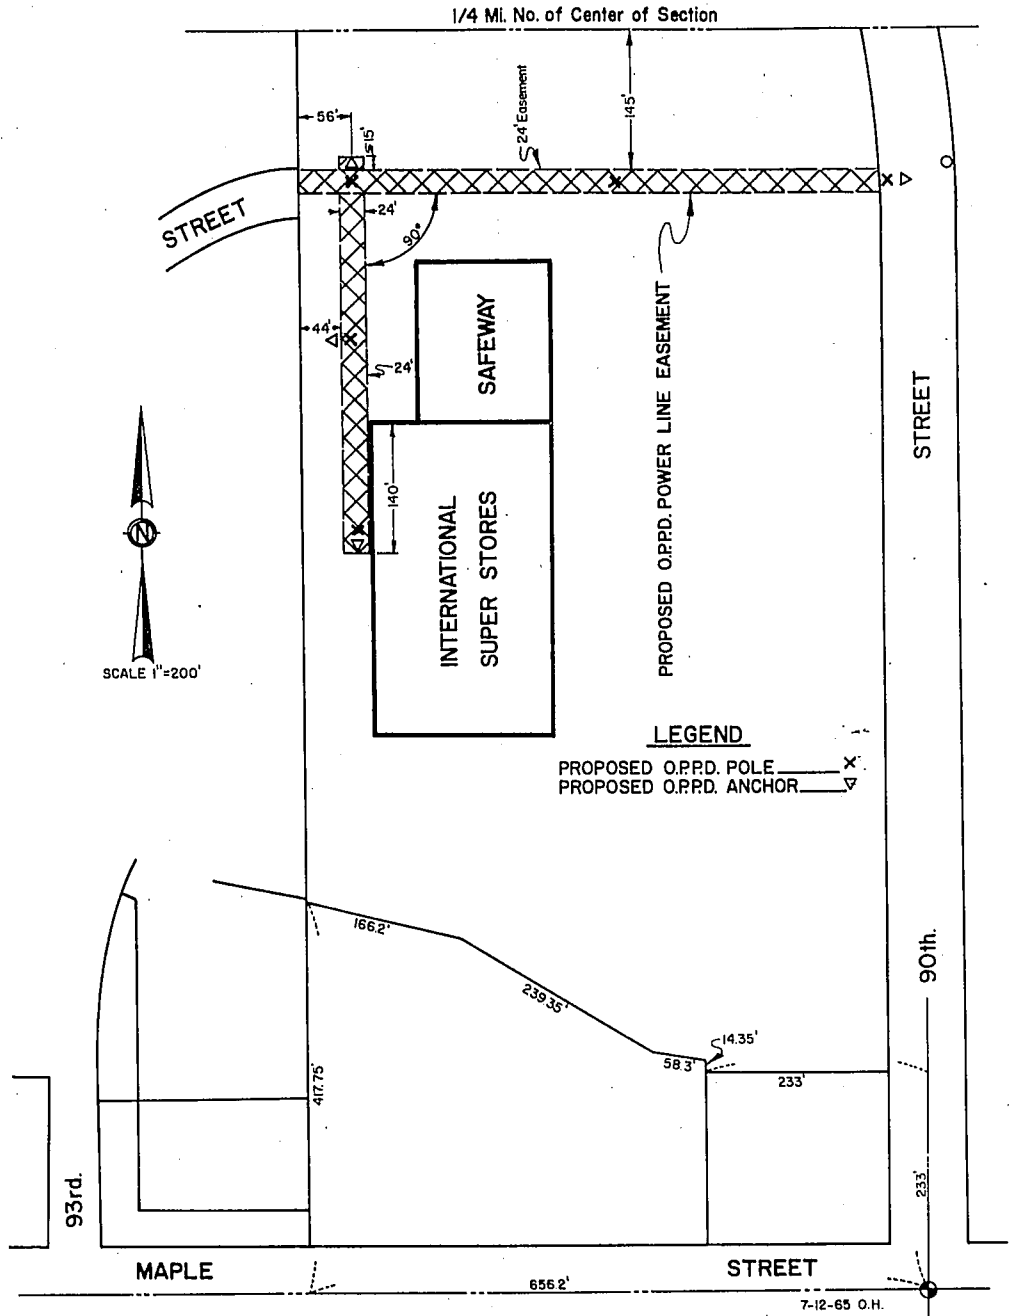 1/4 Mi. No. of Center of Section
56'
15'
24' Easement
145'
STREET
24'
90°
44'
24'
SAFEWAY
PROPOSED O.P.P.D. POWER LINE EASEMENT
STREET
140'
INTERNATIONAL
SUPER STORES
N
SCALE 1"=200'
LEGEND
PROPOSED O.P.P.D. POLE
PROPOSED O.P.P.D. ANCHOR
166.2'
239.35'
90th.
14.35'
58.3'
233'
417.75'
93rd.
233'
MAPLE
STREET
656.2'
7-12-65 O.H.